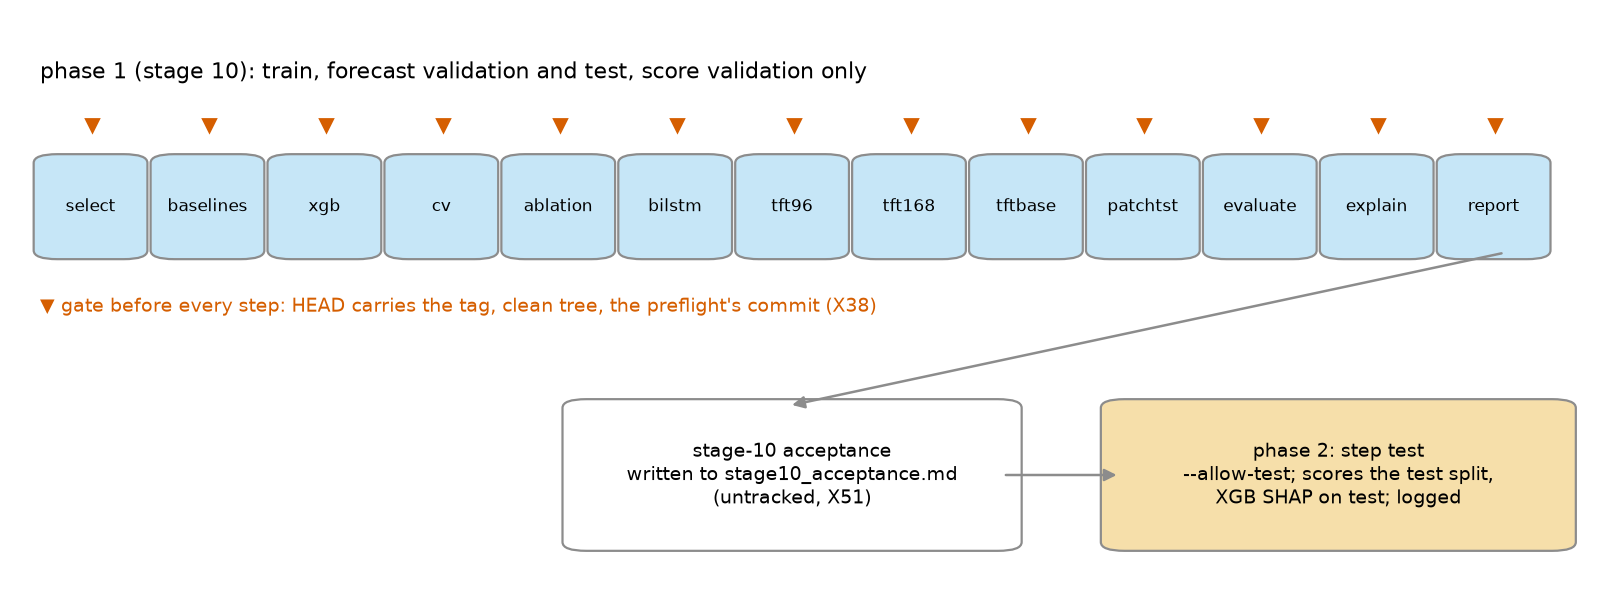 phase 1 (stage 10): train, forecast validation and test, score validation only
select
baselines
xgb
cv
ablation
bilstm
tft96
tft168
tftbase
patchtst
evaluate
explain
report
▼ gate before every step: HEAD carries the tag, clean tree, the preflight's commit (X38)
stage-10 acceptance
written to stage10_acceptance.md
(untracked, X51)
phase 2: step test
--allow-test; scores the test split,
XGB SHAP on test; logged